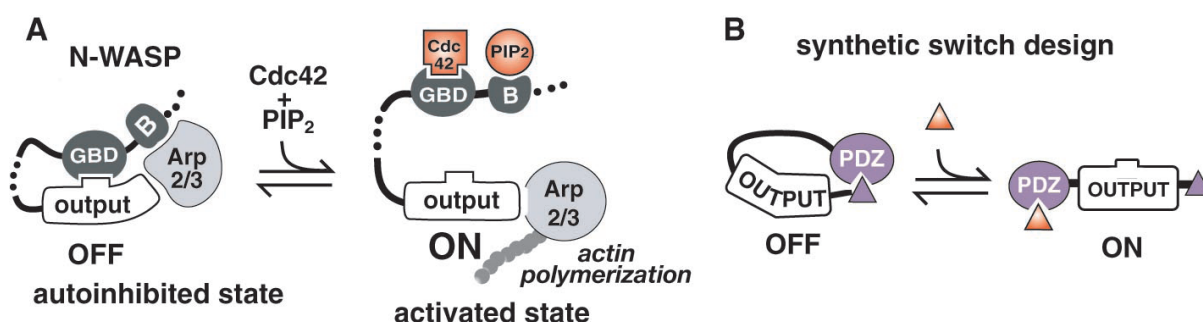 A
N-WASP
B
GBD
Arp
2/3
output
OFF
autoinhibited state
Cdc42
+
PIP2
Cdc
42
PIP2
GBD
B
output
Arp
2/3
ON
actin
polymerization
activated state
B
synthetic switch design
PDZ
OUTPUT
OFF
PDZ
OUTPUT
ON